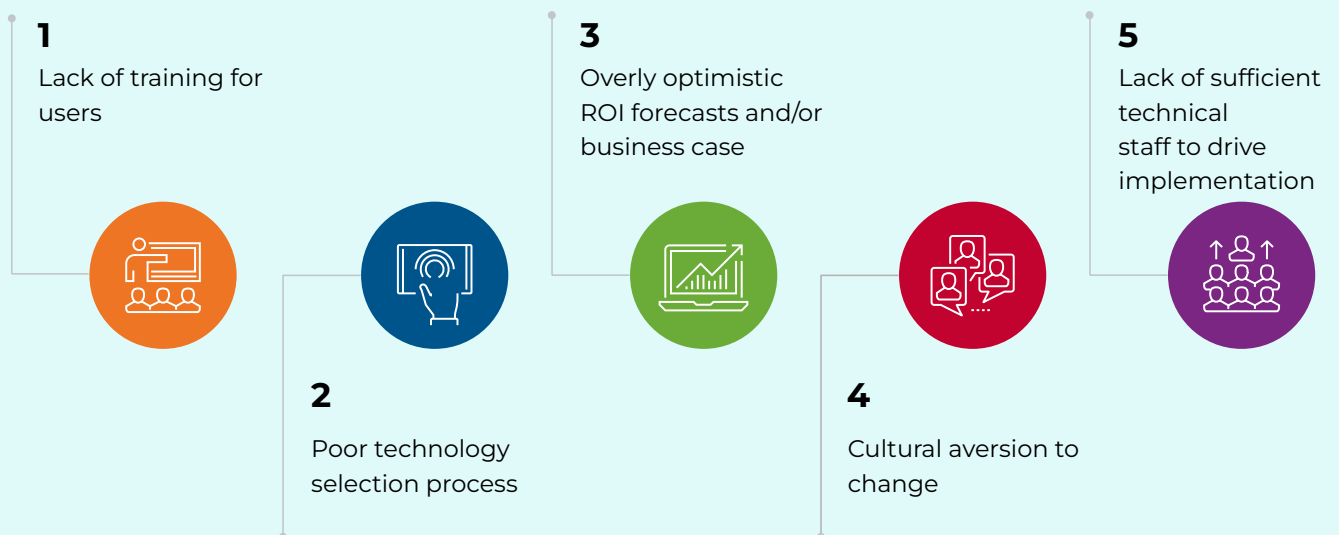 1
Lack of training for
users
2
Poor technology
selection process
3
Overly optimistic
ROI forecasts and/or
business case
4
Cultural aversion to
change
5
Lack of sufficient
technical
staff to drive
implementation